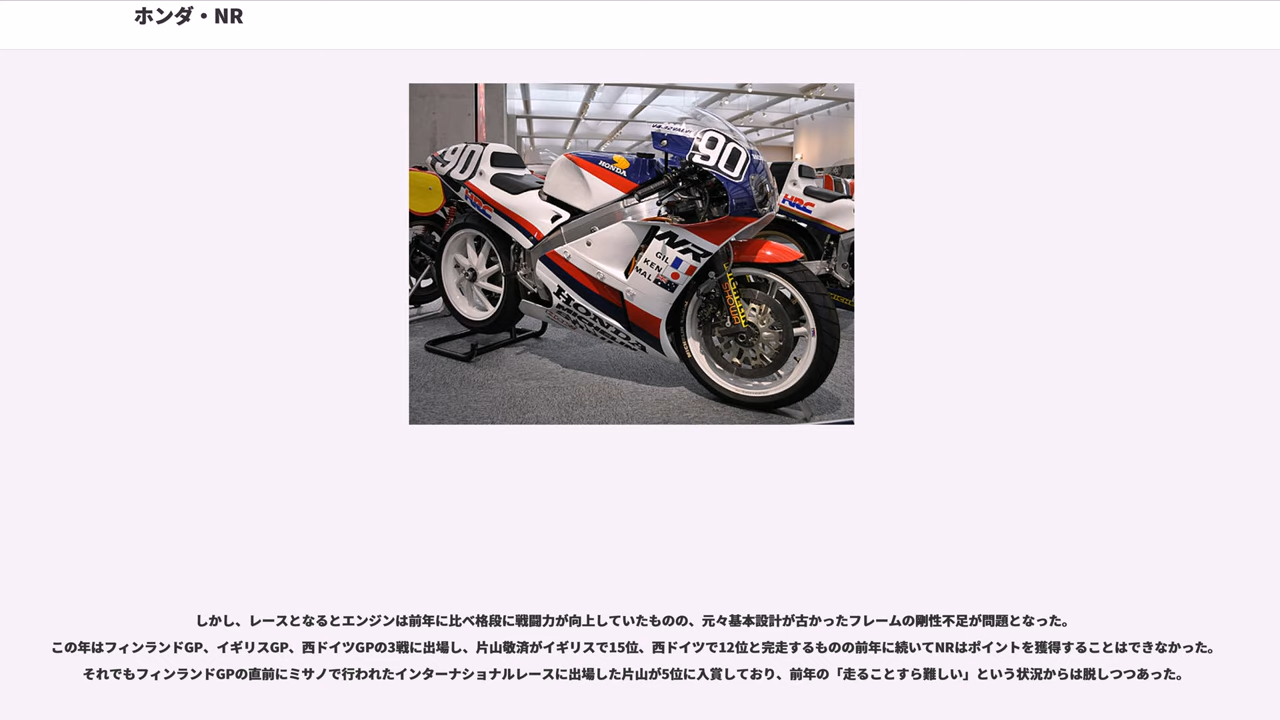 ホンダ・NR
90
90
HONDA
HRC
HRC
NR
GIL
KEN
MAL
SHOWA
HONDA
しかし、レースとなるとエンジンは前年に比べ格段に戦闘力が向上していたものの、元々基本設計が古かったフレームの剛性不足が問題となった。
この年はフィンランドGP、イギリスGP、西ドイツGPの3戦に出場し、片山敬済がイギリスで15位、西ドイツで12位と完走するものの前年に続いてNRはポイントを獲得することはできなかった。
それでもフィンランドGPの直前にミサノで行われたインターナショナルレースに出場した片山が5位に入賞しており、前年の「走ることすら難しい」という状況からは脱しつつあった。